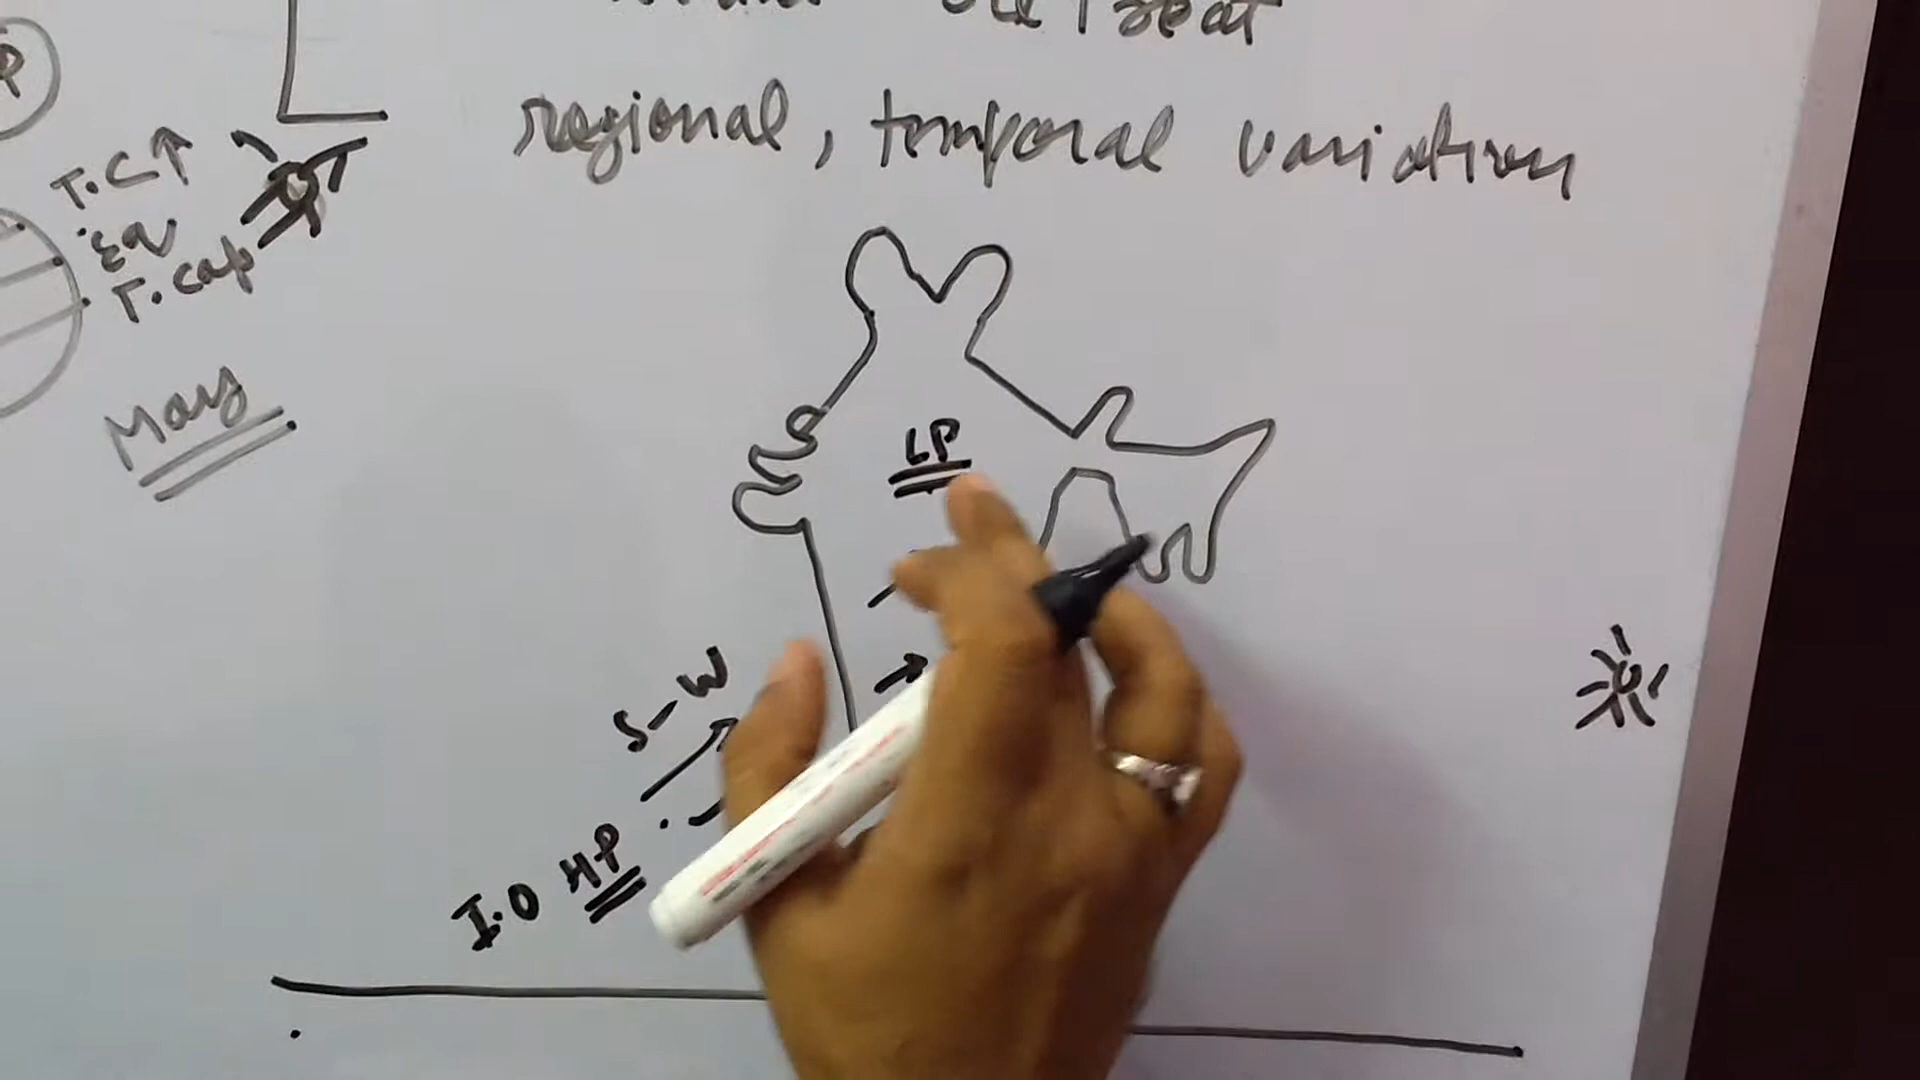 regional, temporal variation
T.C↑
Eq
T. cap
May
LP
S-W
I.O HP